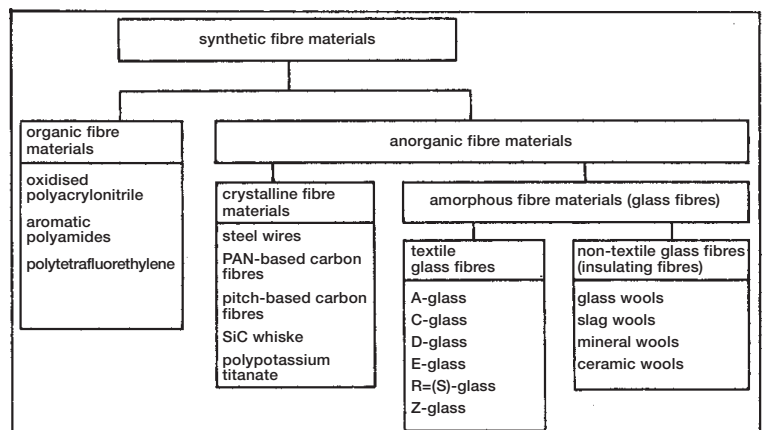 synthetic fibre materials
organic fibre
materials
oxidised
polyacrylonitrile
aromatic
polyamides
polytetrafluorethylene
anorganic fibre materials
crystalline fibre
materials
steel wires
PAN-based carbon
fibres
pitch-based carbon
fibres
SiC whiske
polypotassium
titanate
amorphous fibre materials (glass fibres)
textile
glass fibres
A-glass
C-glass
D-glass
E-glass
R=(S)-glass
Z-glass
non-textile glass fibres
(insulating fibres)
glass wools
slag wools
mineral wools
ceramic wools